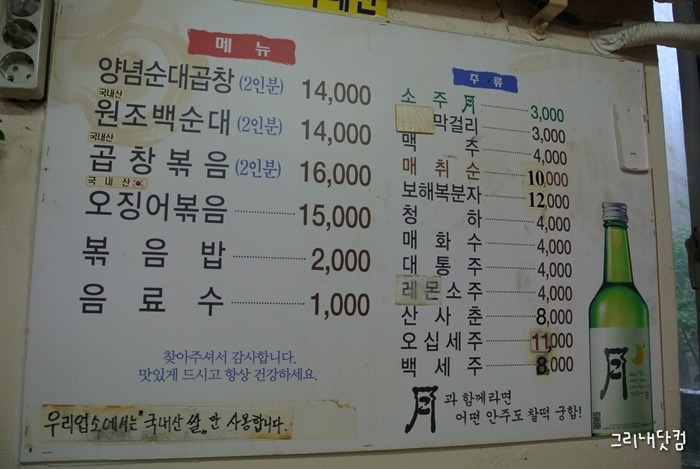 메 뉴
양념순대곱창 (2인분) 14,000
국내산
원조백순대 (2인분) 14,000
국내산
곱창볶음 (2인분) 16,000
국내산
오징어볶음 15,000
볶음밥 2,000
음료수 1,000
찾아주셔서 감사합니다.
맛있게 드시고 항상 건강하세요.
우리업소에서는 "국내산 쌀"만 사용합니다.
주 류
소주月 3,000
막걸리 3,000
맥주 4,000
매취순 10,000
보해복분자 12,000
청하 4,000
매화수 4,000
대통주 4,000
레몬소주 4,000
산사춘 8,000
오십세주 11,000
백세주 8,000
月과 함께라면
어떤 안주도 찰떡 궁합!
月
그리내닷컴